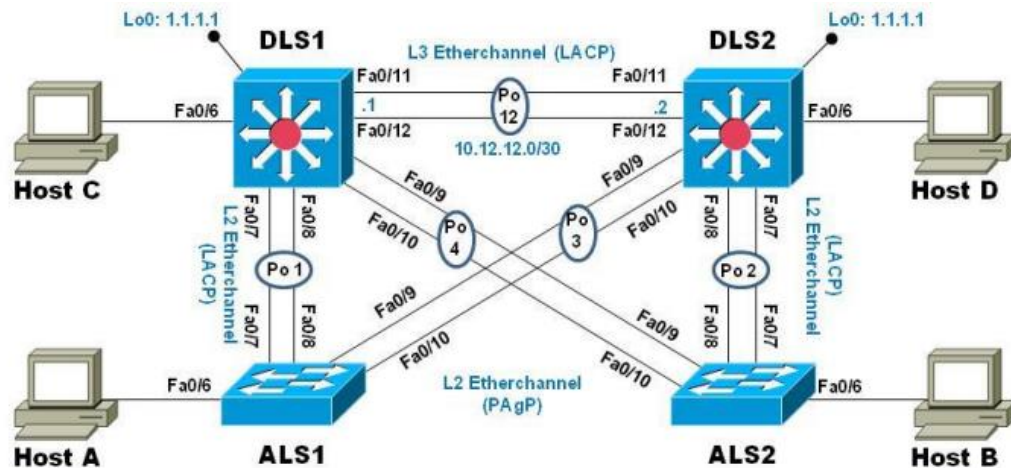 Lo0: 1.1.1.1
Lo0: 1.1.1.1
DLS1
DLS2
L3 Etherchannel (LACP)
Fa0/11
Fa0/11
Fa0/6
Po
12
Fa0/6
.1
.2
Fa0/12
Fa0/12
10.12.12.0/30
Host C
Host D
Fa0/9
Fa0/9
Fa0/7
Fa0/8
Fa0/10
Po
4
Po
3
Fa0/10
Fa0/8
Fa0/7
L2 Etherchannel
(LACP)
Po 1
Po 2
(LACP)
L2 Etherchannel
Fa0/7
Fa0/8
Fa0/9
Fa0/10
Fa0/9
Fa0/10
Fa0/8
Fa0/7
Fa0/6
L2 Etherchannel
(PAgP)
Fa0/6
Host A
ALS1
ALS2
Host B